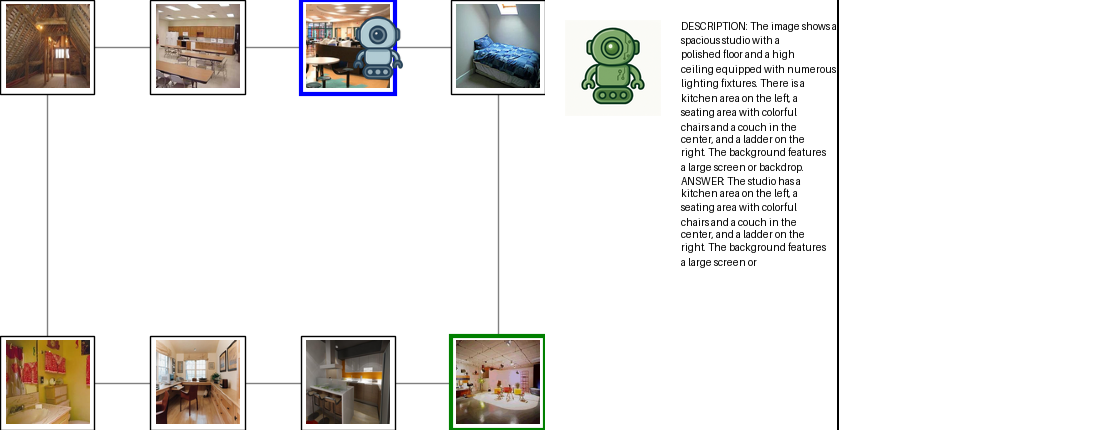 DESCRIPTION: The image shows a
spacious studio with a
polished floor and a high
ceiling equipped with numerous
lighting fixtures. There is a
kitchen area on the left, a
seating area with colorful
chairs and a couch in the
center, and a ladder on the
right. The background features
a large screen or backdrop.
ANSWER: The studio has a
kitchen area on the left, a
seating area with colorful
chairs and a couch in the
center, and a ladder on the
right. The background features
a large screen or